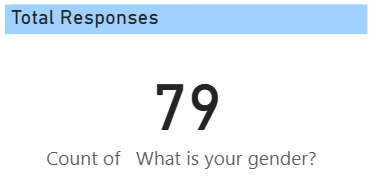 Total Responses
79
Count of What is your gender?